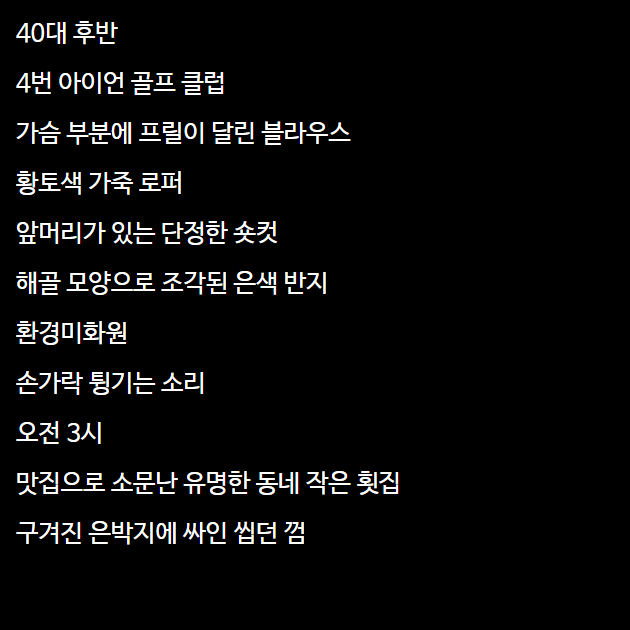 40대 후반
4번 아이언 골프 클럽
가슴 부분에 프릴이 달린 블라우스
황토색 가죽 로퍼
앞머리가 있는 단정한 숏컷
해골 모양으로 조각된 은색 반지
환경미화원
손가락 튕기는 소리
오전 3시
맛집으로 소문난 유명한 동네 작은 횟집
구겨진 은박지에 싸인 씹던 껌